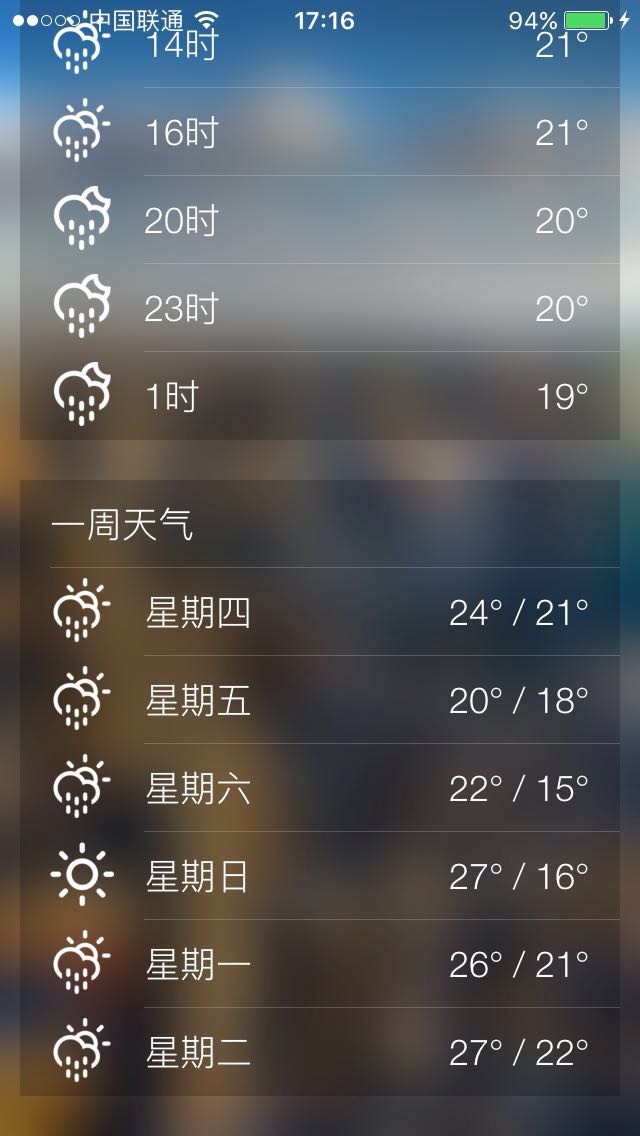 中国联通 17:16 94%
14时 21°
16时 21°
20时 20°
23时 20°
1时 19°
一周天气
星期四 24° / 21°
星期五 20° / 18°
星期六 22° / 15°
星期日 27° / 16°
星期一 26° / 21°
星期二 27° / 22°